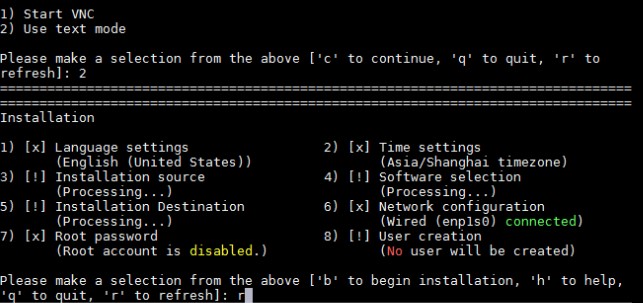 1) Start VNC
2) Use text mode
Please make a selection from the above ['c' to continue, 'q' to quit, 'r' to
refresh]: 2
================================================================================
================================================================================
Installation
1) [x] Language settings                 2) [x] Time settings
       (English (United States))                (Asia/Shanghai timezone)
3) [!] Installation source               4) [!] Software selection
       (Processing...)                          (Processing...)
5) [!] Installation Destination          6) [x] Network configuration
       (Processing...)                          (Wired (enp1s0) connected)
7) [x] Root password                     8) [!] User creation
       (Root account is disabled.)              (No user will be created)
Please make a selection from the above ['b' to begin installation, 'h' to help,
'q' to quit, 'r' to refresh]: r